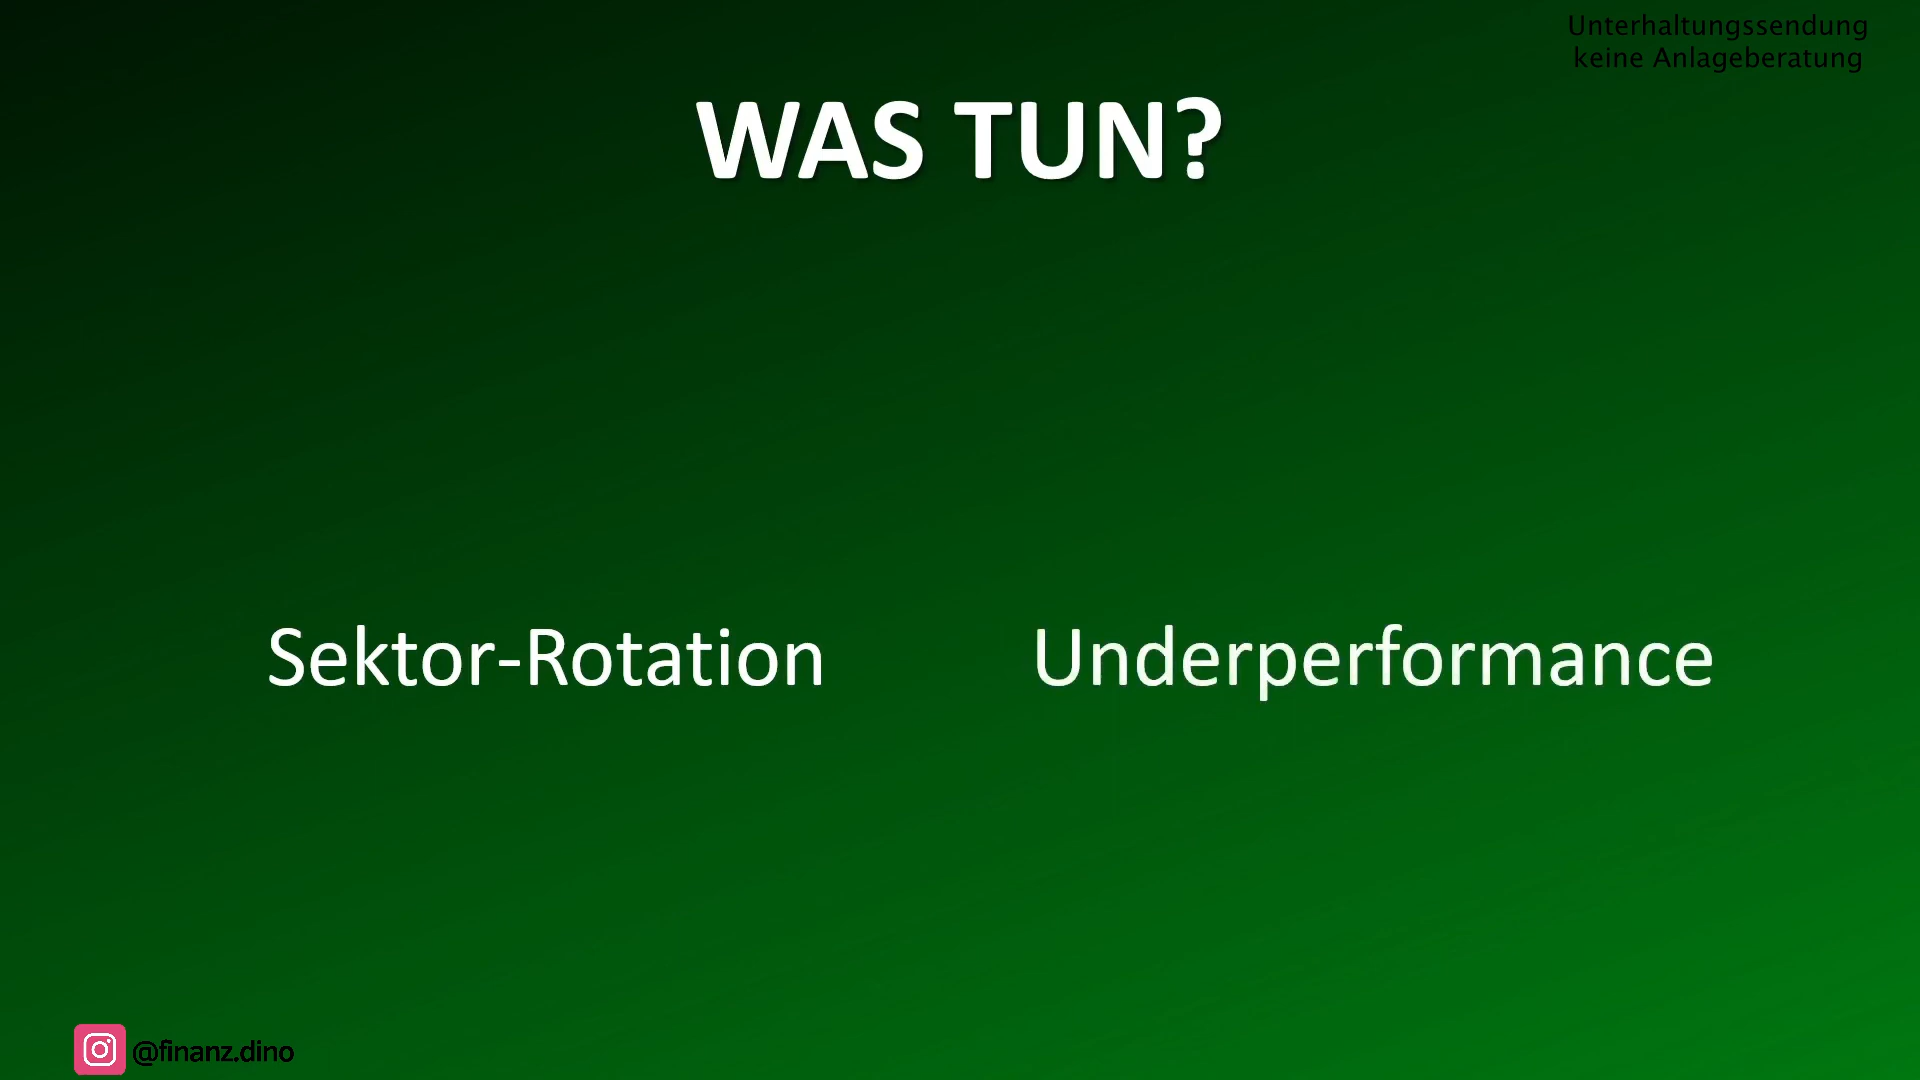 Unterhaltungssendung
keine Anlageberatung
WAS TUN?
Sektor-Rotation
Underperformance
@finanz.dino